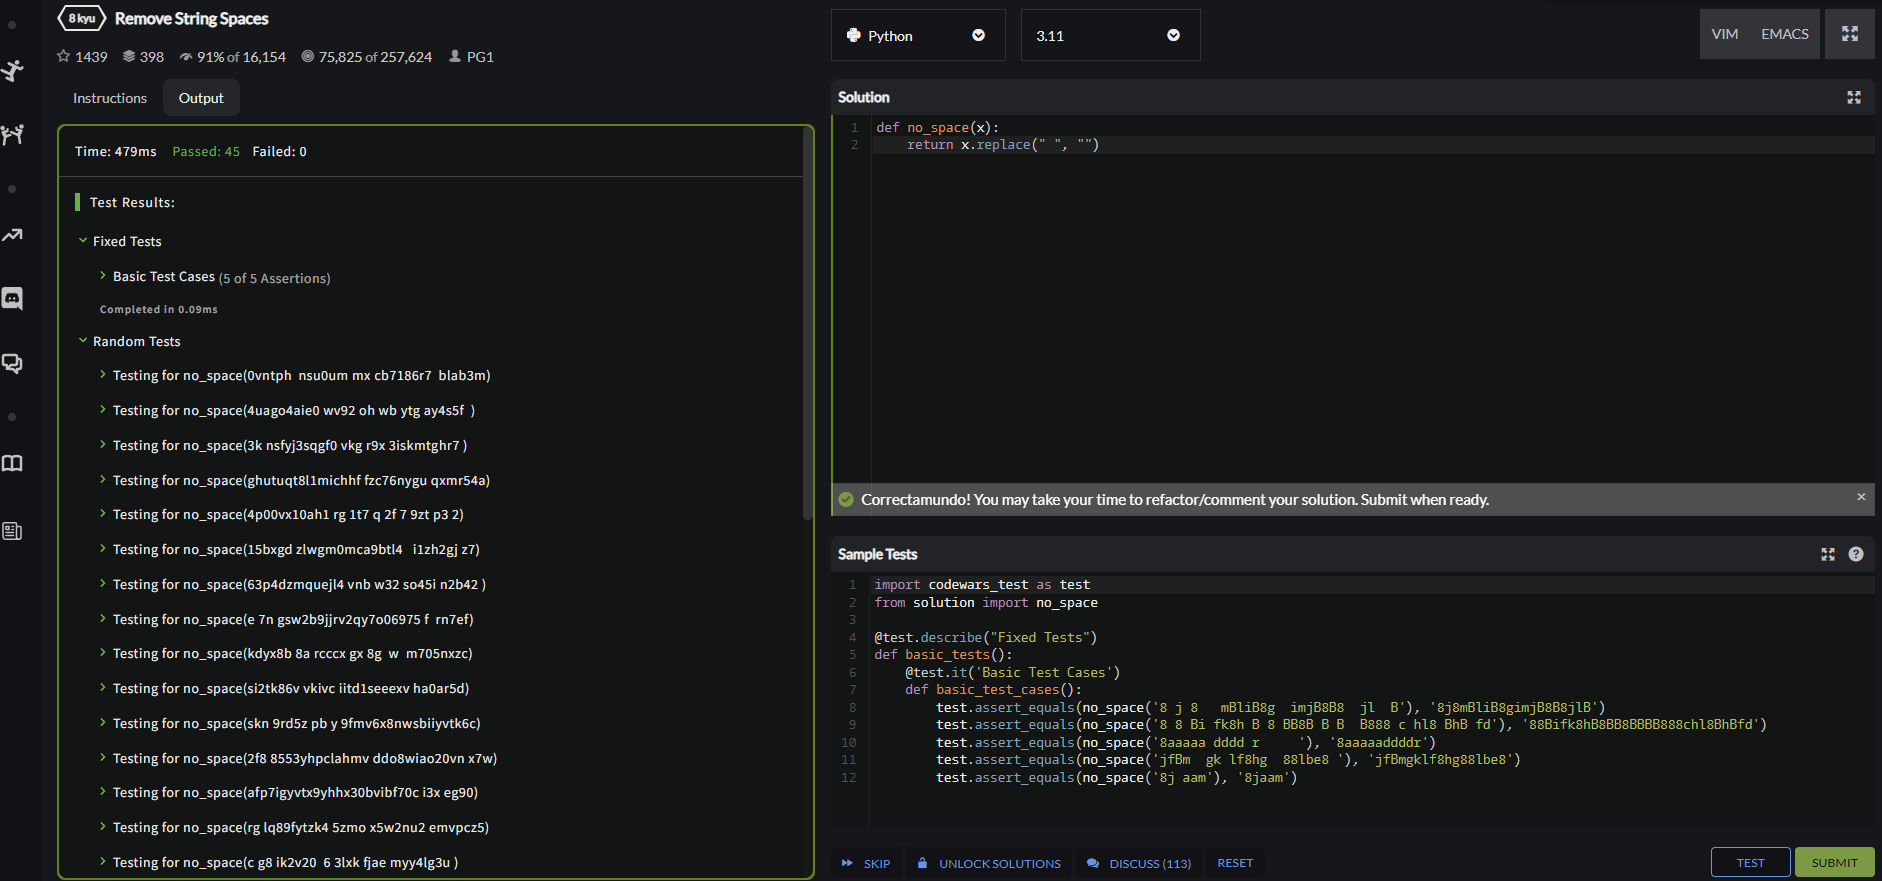 8 kyu Remove String Spaces
1439 398 91% of 16,154 75,825 of 257,624 PG1
Instructions Output
Time: 479ms Passed: 45 Failed: 0
Test Results:
Fixed Tests
Basic Test Cases (5 of 5 Assertions)
Completed in 0.09ms
Random Tests
Testing for no_space(0vntph  nsu0um mx cb7186r7  blab3m)
Testing for no_space(4uago4aie0 wv92 oh wb ytg ay4s5f  )
Testing for no_space(3k nsfyj3sqgf0 vkg r9x 3iskmtghr7 )
Testing for no_space(ghutuqt8l1michhf fzc76nygu qxmr54a)
Testing for no_space(4p00vx10ah1 rg 1t7 q 2f 7 9zt p3 2)
Testing for no_space(15bxgd zlwgm0mca9btl4   i1zh2gj z7)
Testing for no_space(63p4dzmquejl4 vnb w32 so45i n2b42 )
Testing for no_space(e 7n gsw2b9jjrv2qy7o06975 f  rn7ef)
Testing for no_space(kdyx8b 8a rcccx gx 8g  w  m705nxzc)
Testing for no_space(si2tk86v vkivc iitd1seeexv ha0ar5d)
Testing for no_space(skn 9rd5z pb y 9fmv6x8nwsbiiyvtk6c)
Testing for no_space(2f8 8553yhpclahmv ddo8wiao20vn x7w)
Testing for no_space(afp7igyvtx9yhhx30bvibf70c i3x eg90)
Testing for no_space(rg lq89fytzk4 5zmo x5w2nu2 emvpcz5)
Testing for no_space(c g8 ik2v20  6 3lxk fjae myy4lg3u )
Python 3.11 VIM EMACS
Solution
1 def no_space(x):
2     return x.replace(" ", "")
Correctamundo! You may take your time to refactor/comment your solution. Submit when ready.
Sample Tests
1 import codewars_test as test
2 from solution import no_space
3
4 @test.describe("Fixed Tests")
5 def basic_tests():
6     @test.it('Basic Test Cases')
7     def basic_test_cases():
8         test.assert_equals(no_space('8 j 8   mBliB8g  imjB8B8  jl  B'), '8j8mBliB8gimjB8B8jlB')
9         test.assert_equals(no_space('8 8 Bi fk8h B 8 BB8B B B  B888 c hl8 BhB fd'), '88Bifk8hB8BB8BBBB888chl8BhBfd')
10         test.assert_equals(no_space('8aaaaa dddd r     '), '8aaaaaddddr')
11         test.assert_equals(no_space('jfBm  gk lf8hg  88lbe8 '), 'jfBmgklf8hg88lbe8')
12         test.assert_equals(no_space('8j aam'), '8jaam')
SKIP UNLOCK SOLUTIONS DISCUSS (113) RESET TEST SUBMIT